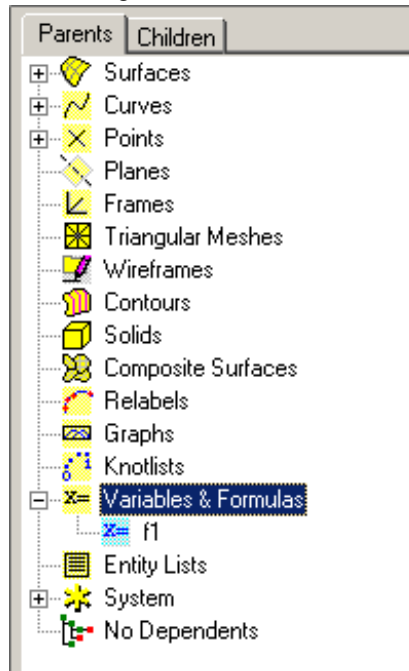 Parents Children
Surfaces
Curves
Points
Planes
Frames
Triangular Meshes
Wireframes
Contours
Solids
Composite Surfaces
Relabels
Graphs
Knotlists
x= Variables & Formulas
x= f1
Entity Lists
System
No Dependents